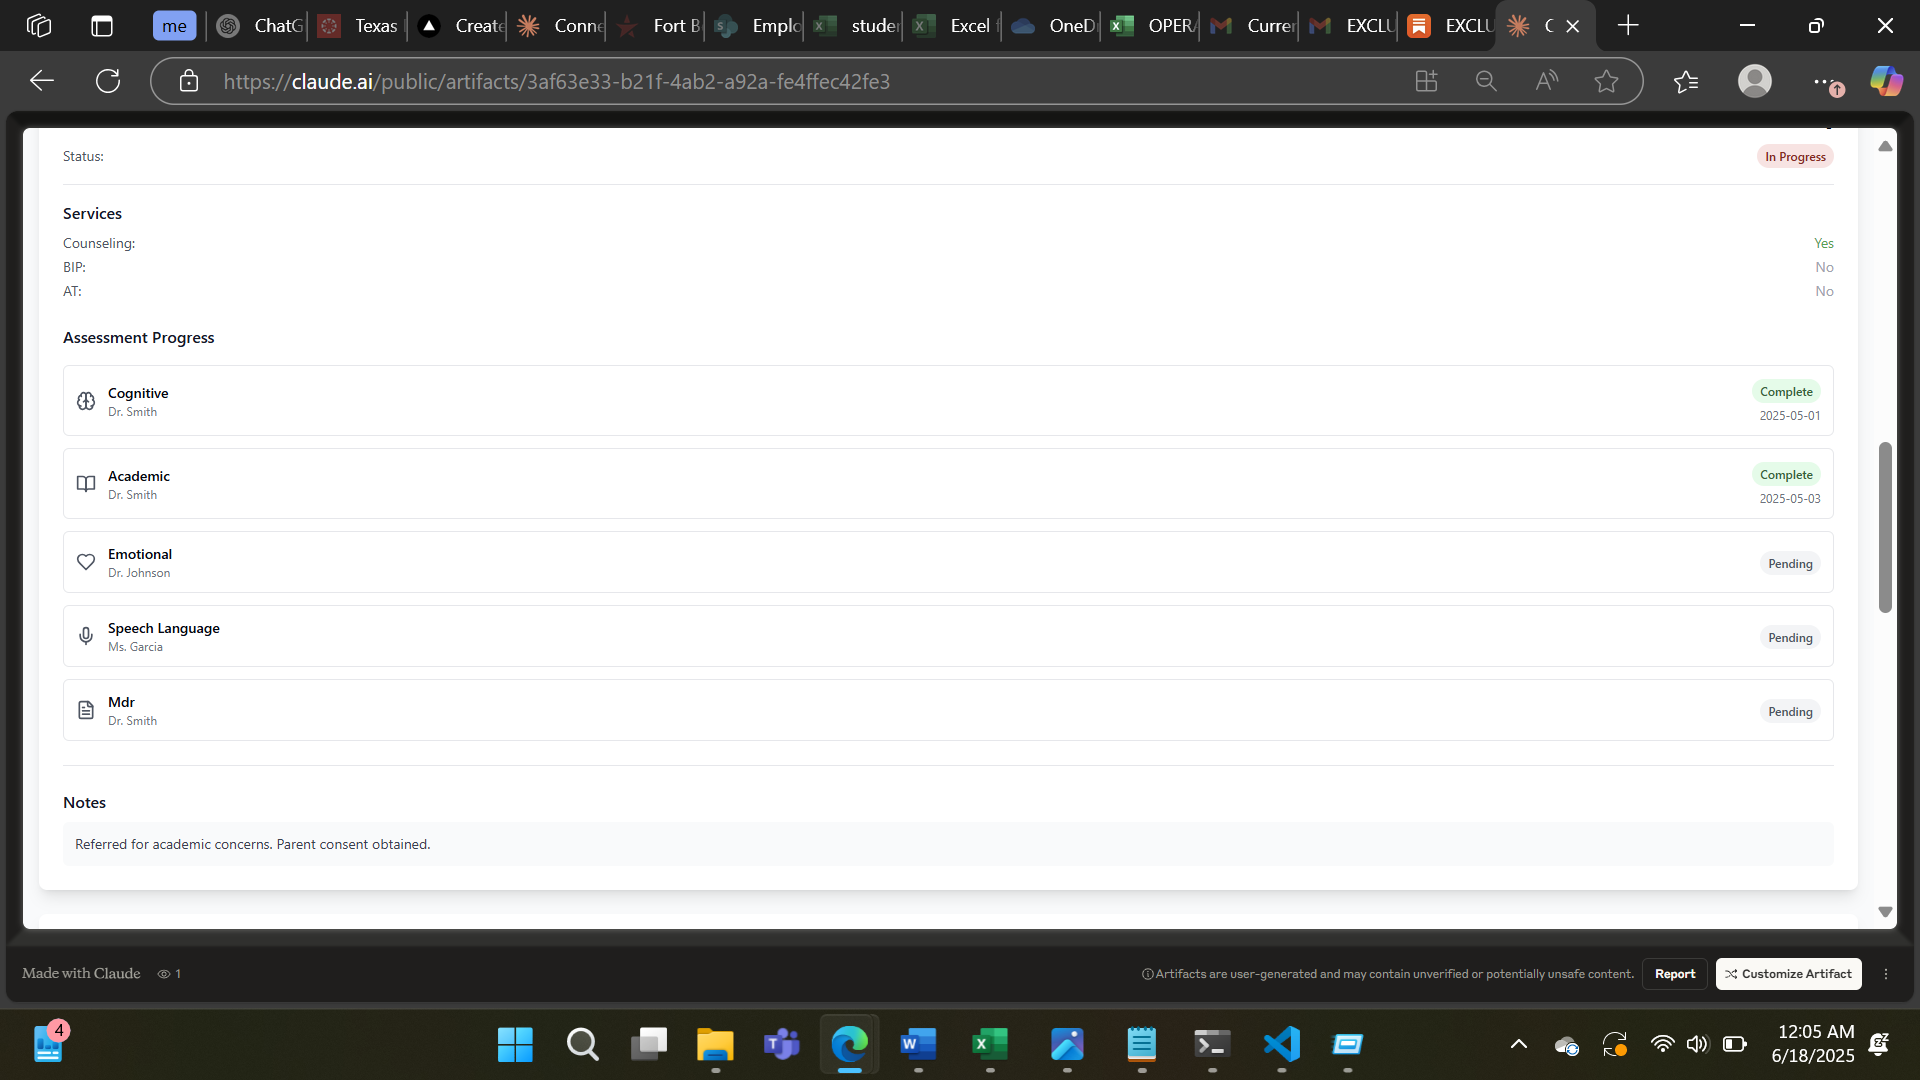 me
ChatG
Texas
Create
Conne
Fort B
Emplo
studer
Excel f
OneD
OPER
Currer
EXCLU
EXCLU
C
https://claude.ai/public/artifacts/3af63e33-b21f-4ab2-a92a-fe4ffec42fe3
Status:
In Progress
Services
Counseling:
Yes
BIP:
No
AT:
No
Assessment Progress
Cognitive
Complete
Dr. Smith
2025-05-01
Academic
Complete
Dr. Smith
2025-05-03
Emotional
Dr. Johnson
Pending
Speech Language
Ms. Garcia
Pending
Mdr
Dr. Smith
Pending
Notes
Referred for academic concerns. Parent consent obtained.
Made with Claude
1
Artifacts are user-generated and may contain unverified or potentially unsafe content.
Report
Customize Artifact
4
12:05 AM
6/18/2025